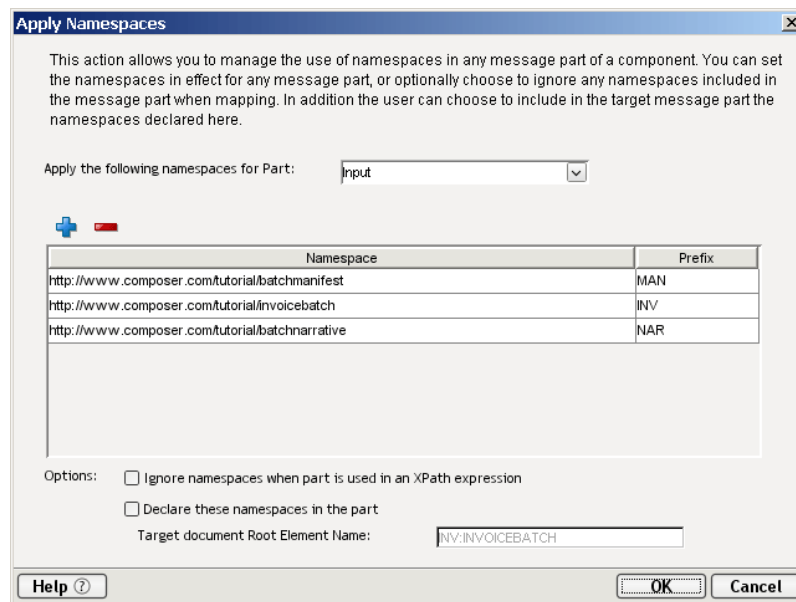 Apply Namespaces
This action allows you to manage the use of namespaces in any message part of a component. You can set
the namespaces in effect for any message part, or optionally choose to ignore any namespaces included in
the message part when mapping. In addition the user can choose to include in the target message part the
namespaces declared here.
Apply the following namespaces for Part: Input
Namespace Prefix
http://www.composer.com/tutorial/batchmanifest MAN
http://www.composer.com/tutorial/invoicebatch INV
http://www.composer.com/tutorial/batchnarrative NAR
Options: Ignore namespaces when part is used in an XPath expression
Declare these namespaces in the part
Target document Root Element Name: INV:INVOICEBATCH
Help ? OK Cancel